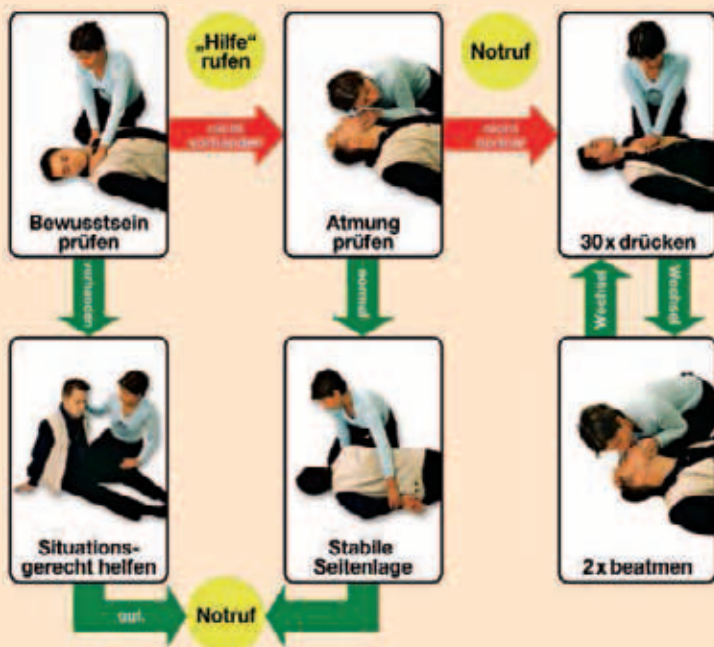 „Hilfe“
rufen
Notruf
nicht
vorhanden
nicht
normal
Bewusstsein
prüfen
Atmung
prüfen
30 x drücken
vorhanden
normal
Wechsel
Wechsel
Situations-
gerecht helfen
Stabile
Seitenlage
2 x beatmen
ggf.
Notruf